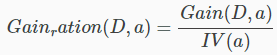 Gain_ration(D, a) = Gain(D, a) / IV(a)